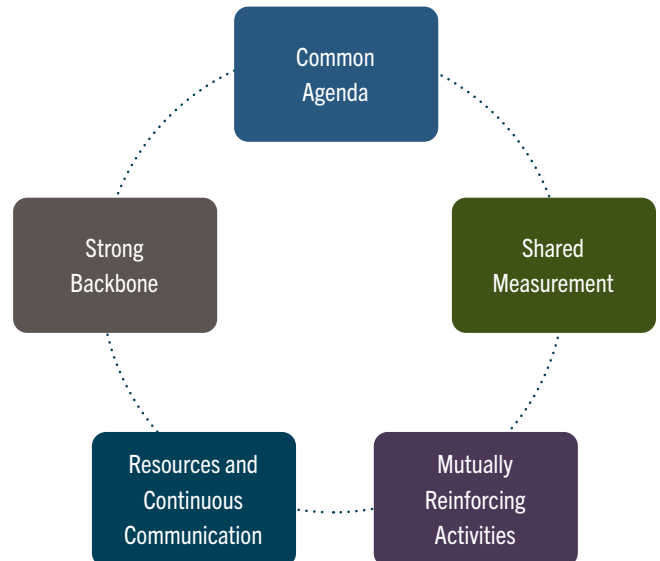 Common
Agenda
Strong
Backbone
Shared
Measurement
Resources and
Continuous
Communication
Mutually
Reinforcing
Activities